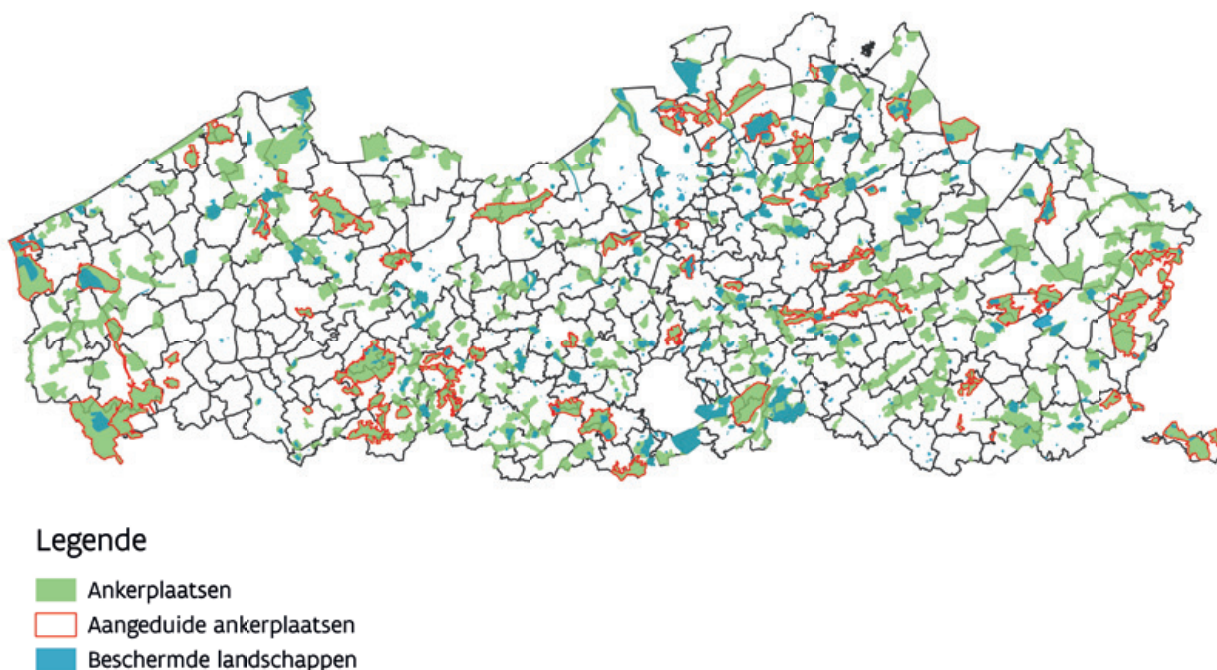 Legende
Ankerplaatsen
Aangeduide ankerplaatsen
Beschermde landschappen